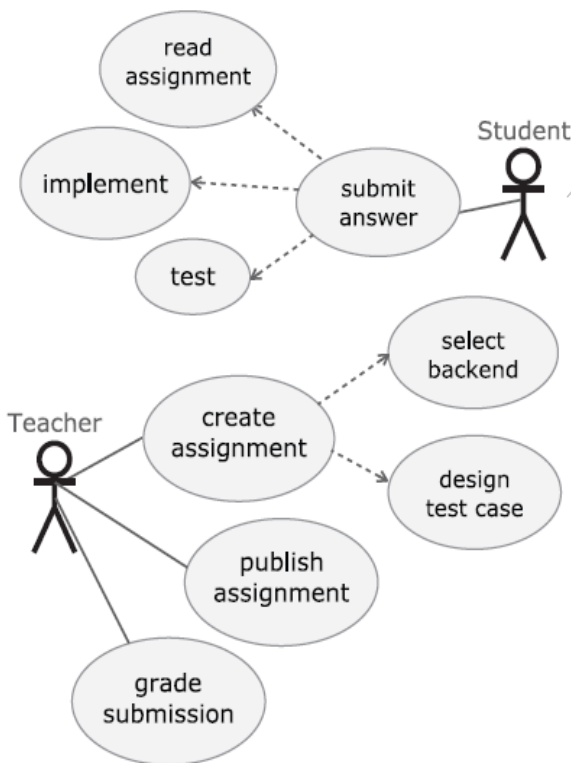 read
assignment
Student
implement
submit
answer
test
select
backend
Teacher
create
assignment
design
test case
publish
assignment
grade
submission